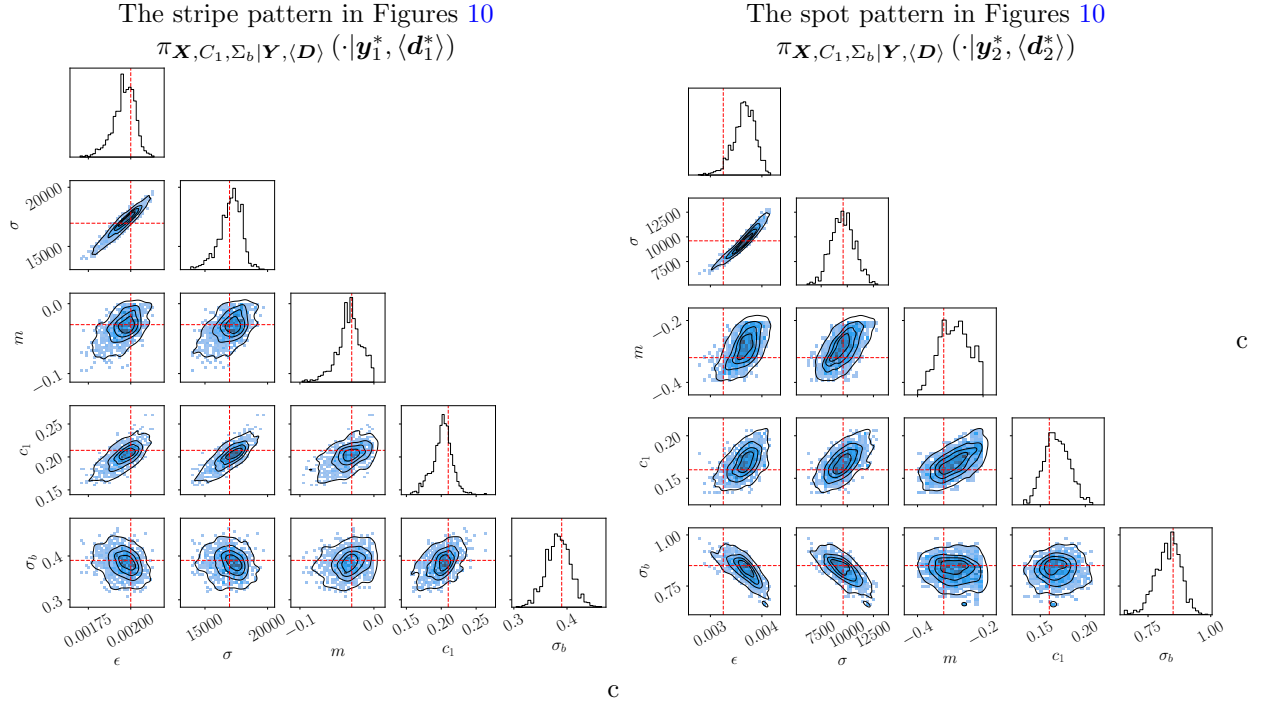 The stripe pattern in Figures 10
π_{X,C_1,Σ_b|Y,⟨D⟩} (·|y_1^*, ⟨d_1^*⟩)
20000
15000
σ
0.0
−0.1
m
0.25
0.20
0.15
c_1
0.4
0.3
σ_b
0.00175 0.00200
ϵ
15000 20000
σ
−0.1 0.0
m
0.15 0.20 0.25
c_1
0.3 0.4
σ_b
c
The spot pattern in Figures 10
π_{X,C_1,Σ_b|Y,⟨D⟩} (·|y_2^*, ⟨d_2^*⟩)
12500
10000
7500
σ
−0.2
−0.4
m
0.20
0.15
c_1
1.00
0.75
σ_b
0.003 0.004
ϵ
7500 10000 12500
σ
−0.4 −0.2
m
0.15 0.20
c_1
0.75 1.00
σ_b
c